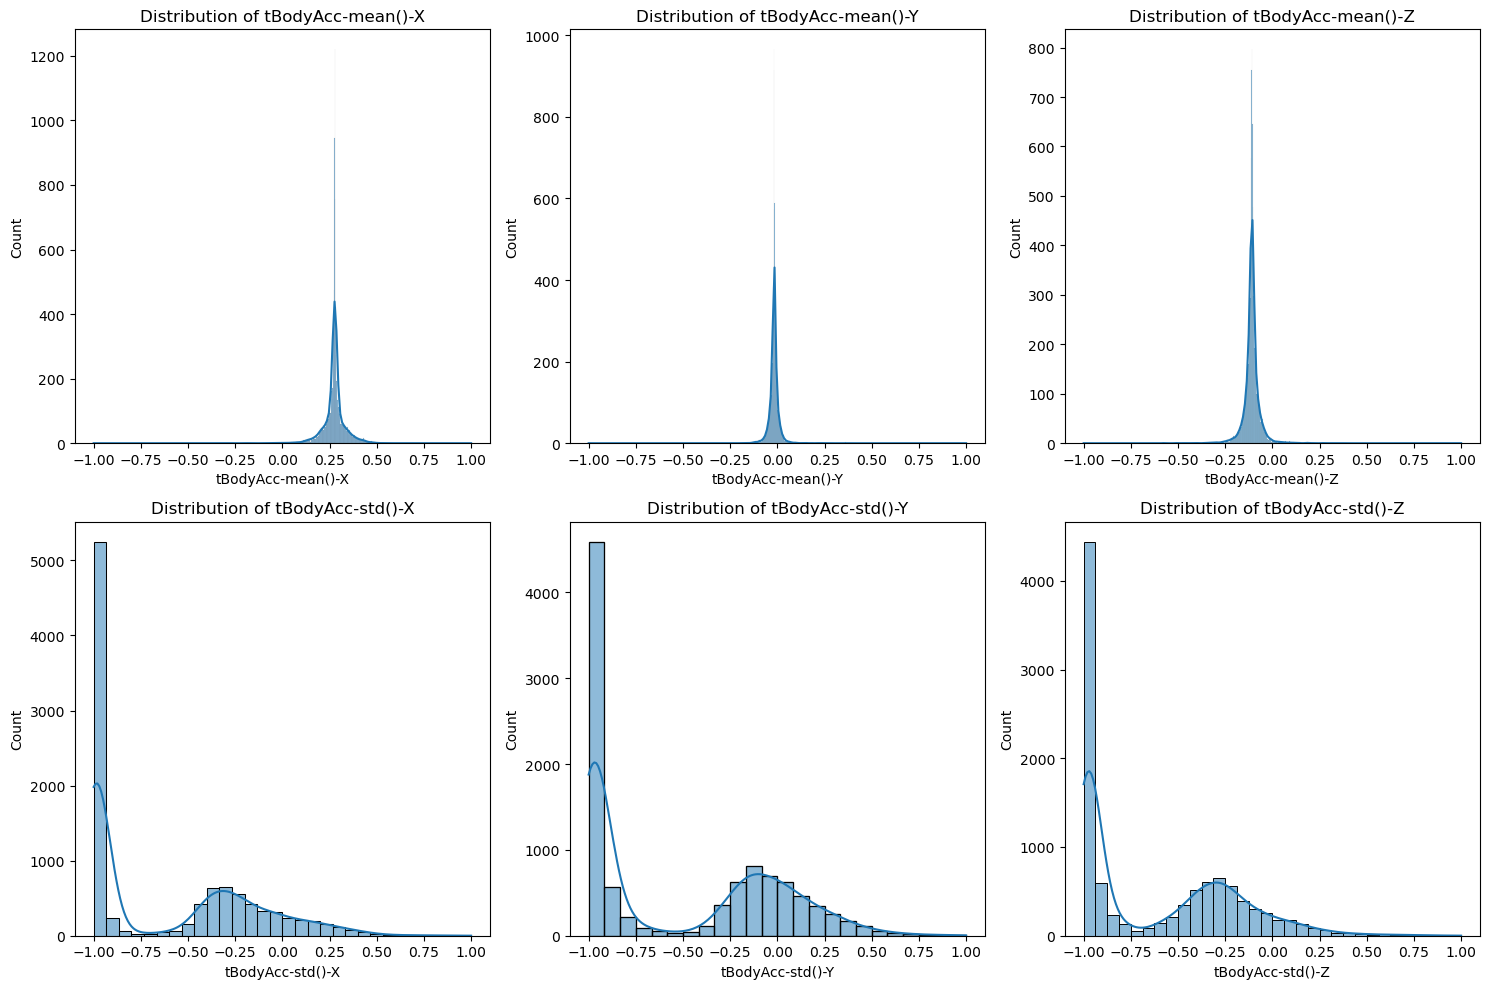 Distribution of tBodyAcc-mean()-X
Distribution of tBodyAcc-mean()-Y
Distribution of tBodyAcc-mean()-Z
1200
1000
800
600
400
200
0
Count
−1.00 −0.75 −0.50 −0.25 0.00 0.25 0.50 0.75 1.00
tBodyAcc-mean()-X
1000
800
600
400
200
0
Count
−1.00 −0.75 −0.50 −0.25 0.00 0.25 0.50 0.75 1.00
tBodyAcc-mean()-Y
800
700
600
500
400
300
200
100
0
Count
−1.00 −0.75 −0.50 −0.25 0.00 0.25 0.50 0.75 1.00
tBodyAcc-mean()-Z
Distribution of tBodyAcc-std()-X
Distribution of tBodyAcc-std()-Y
Distribution of tBodyAcc-std()-Z
5000
4000
3000
2000
1000
0
Count
−1.00 −0.75 −0.50 −0.25 0.00 0.25 0.50 0.75 1.00
tBodyAcc-std()-X
4000
3000
2000
1000
0
Count
−1.00 −0.75 −0.50 −0.25 0.00 0.25 0.50 0.75 1.00
tBodyAcc-std()-Y
4000
3000
2000
1000
0
Count
−1.00 −0.75 −0.50 −0.25 0.00 0.25 0.50 0.75 1.00
tBodyAcc-std()-Z